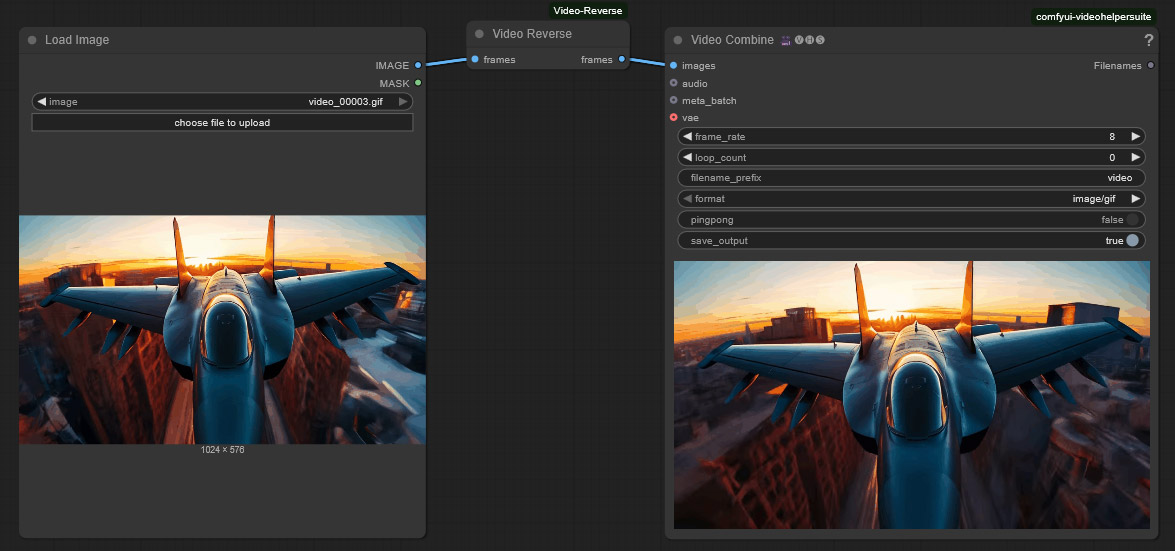 Video-Reverse
comfyui-videohelpersuite
Load Image
IMAGE
MASK
image video_00003.gif
choose file to upload
1024 × 576
Video Reverse
frames frames
Video Combine VHS ?
images Filenames
audio
meta_batch
vae
frame_rate 8
loop_count 0
filename_prefix video
format image/gif
pingpong false
save_output true